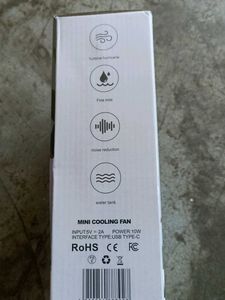 turbine hurricane
Fine mist
noise reduction
water tank
MINI COOLING FAN
INPUT:5V ⎓ 2A POWER:10W
INTERFACE TYPE:USB TYPE-C
RoHS CE FC